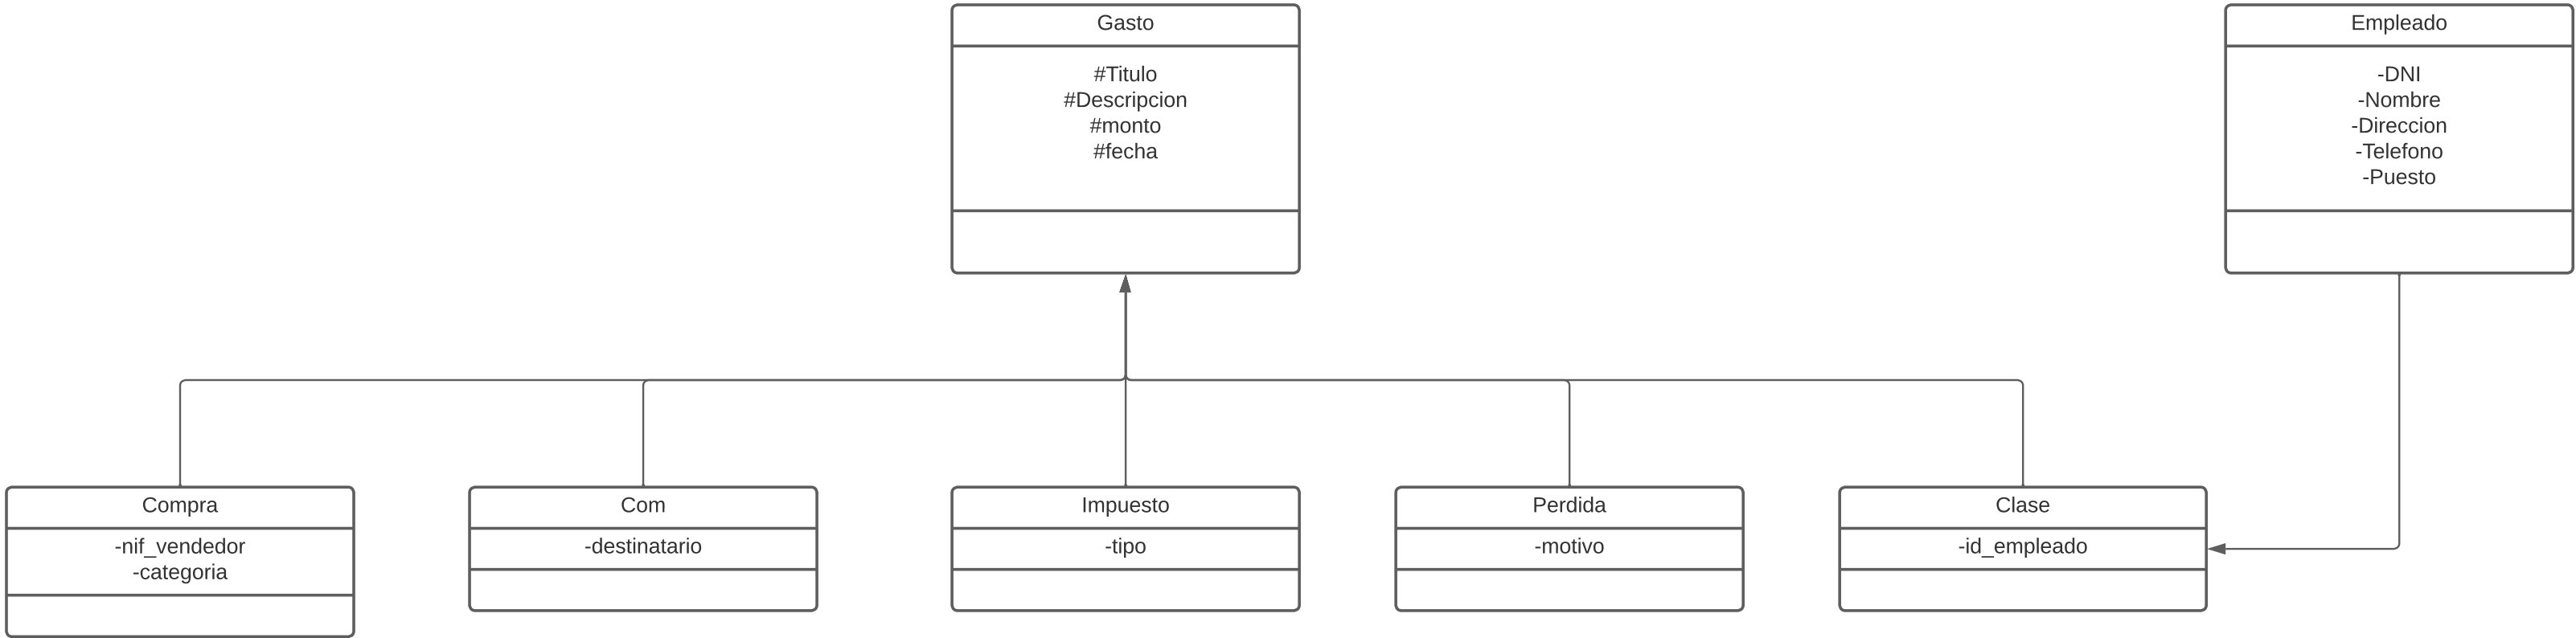 Gasto
#Titulo
#Descripcion
#monto
#fecha
Empleado
-DNI
-Nombre
-Direccion
-Telefono
-Puesto
Compra
-nif_vendedor
-categoria
Com
-destinatario
Impuesto
-tipo
Perdida
-motivo
Clase
-id_empleado